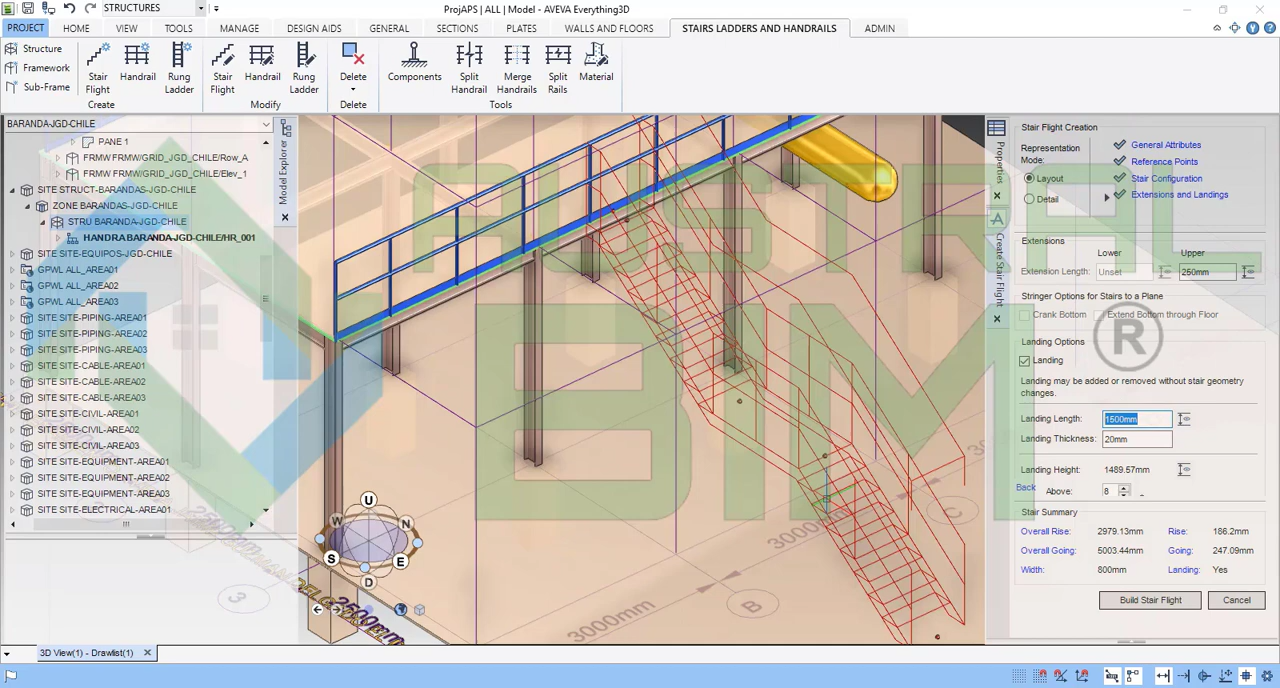 STRUCTURES
ProjAPS | ALL | Model - AVEVA Everything3D
PROJECT HOME VIEW TOOLS MANAGE DESIGN AIDS GENERAL SECTIONS PLATES WALLS AND FLOORS STAIRS LADDERS AND HANDRAILS ADMIN
Structure
Framework
Sub-Frame
Stair Flight
Handrail
Rung Ladder
Create
Stair Flight
Handrail
Rung Ladder
Modify
Delete
Delete
Components
Split Handrail
Merge Handrails
Split Rails
Material
Tools
BARANDA-JGD-CHILE
PANE 1
FRMW FRMW/GRID_JGD_CHILE/Row_A
FRMW FRMW/GRID_JGD_CHILE/Elev_1
SITE STRUCT-BARANDAS-JGD-CHILE
ZONE BARANDAS-JGD-CHILE
STRU BARANDA-JGD-CHILE
HANDRA BARANDA-JGD-CHILE/HR_001
SITE SITE-EQUIPOS-JGD-CHILE
GPWL ALL_AREA01
GPWL ALL_AREA02
GPWL ALL_AREA03
SITE SITE-PIPING-AREA01
SITE SITE-PIPING-AREA02
SITE SITE-PIPING-AREA03
SITE SITE-CABLE-AREA01
SITE SITE-CABLE-AREA02
SITE SITE-CABLE-AREA03
SITE SITE-CIVIL-AREA01
SITE SITE-CIVIL-AREA02
SITE SITE-CIVIL-AREA03
SITE SITE-EQUIPMENT-AREA01
SITE SITE-EQUIPMENT-AREA02
SITE SITE-EQUIPMENT-AREA03
SITE SITE-ELECTRICAL-AREA01
Model Explorer
AUSTRAL
BIM
®
U
W
N
S
E
D
3
B
C
3000mm
3000mm
2500mm
2500mm
Properties
Create Stair Flight
Stair Flight Creation
Representation Mode:
Layout
Detail
General Attributes
Reference Points
Stair Configuration
Extensions and Landings
Extensions
Lower Upper
Extension Length: Unset 250mm
Stringer Options for Stairs to a Plane
Crank Bottom Extend Bottom through Floor
Landing Options
Landing
Landing may be added or removed without stair geometry
changes.
Landing Length: 1500mm
Landing Thickness: 20mm
Landing Height: 1489.57mm
Back
Above: 8
Stair Summary
Overall Rise: 2979.13mm Rise: 186.2mm
Overall Going: 5003.44mm Going: 247.09mm
Width: 800mm Landing: Yes
Build Stair Flight Cancel
3D View(1) - Drawlist(1)